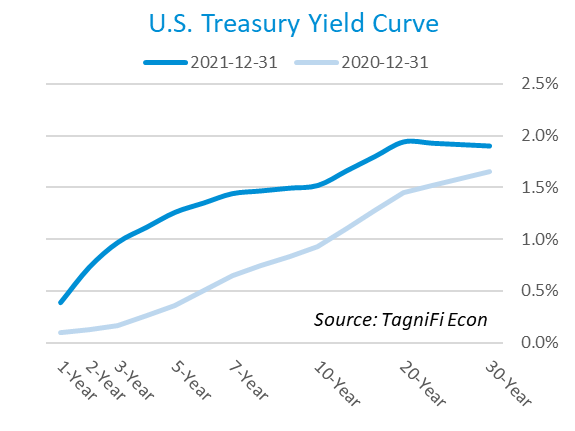 U.S. Treasury Yield Curve
2021-12-31 2020-12-31
2.5%
2.0%
1.5%
1.0%
0.5%
Source: TagniFi Econ
0.0%
1-Year 2-Year 3-Year 5-Year 7-Year 10-Year 20-Year 30-Year